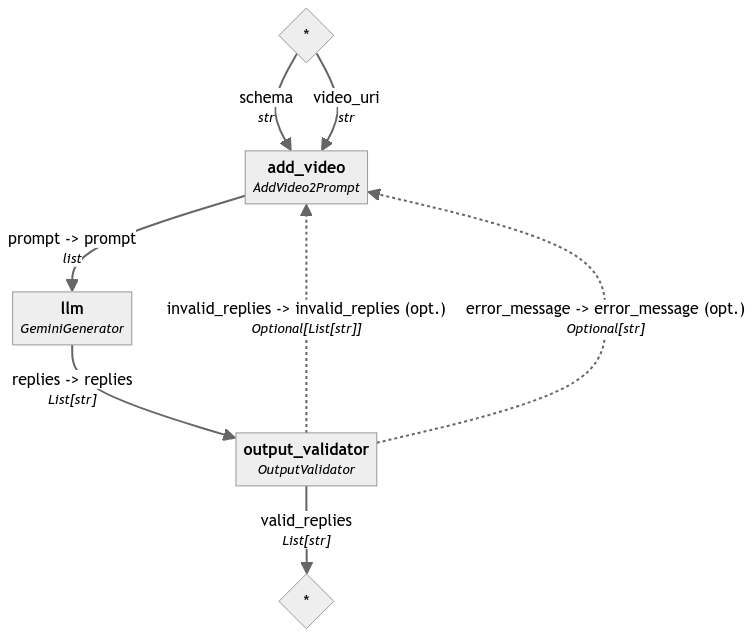 *
schema
str
video_uri
str
add_video
AddVideo2Prompt
prompt -> prompt
list
llm
GeminiGenerator
invalid_replies -> invalid_replies (opt.)
Optional[List[str]]
error_message -> error_message (opt.)
Optional[str]
replies -> replies
List[str]
output_validator
OutputValidator
valid_replies
List[str]
*